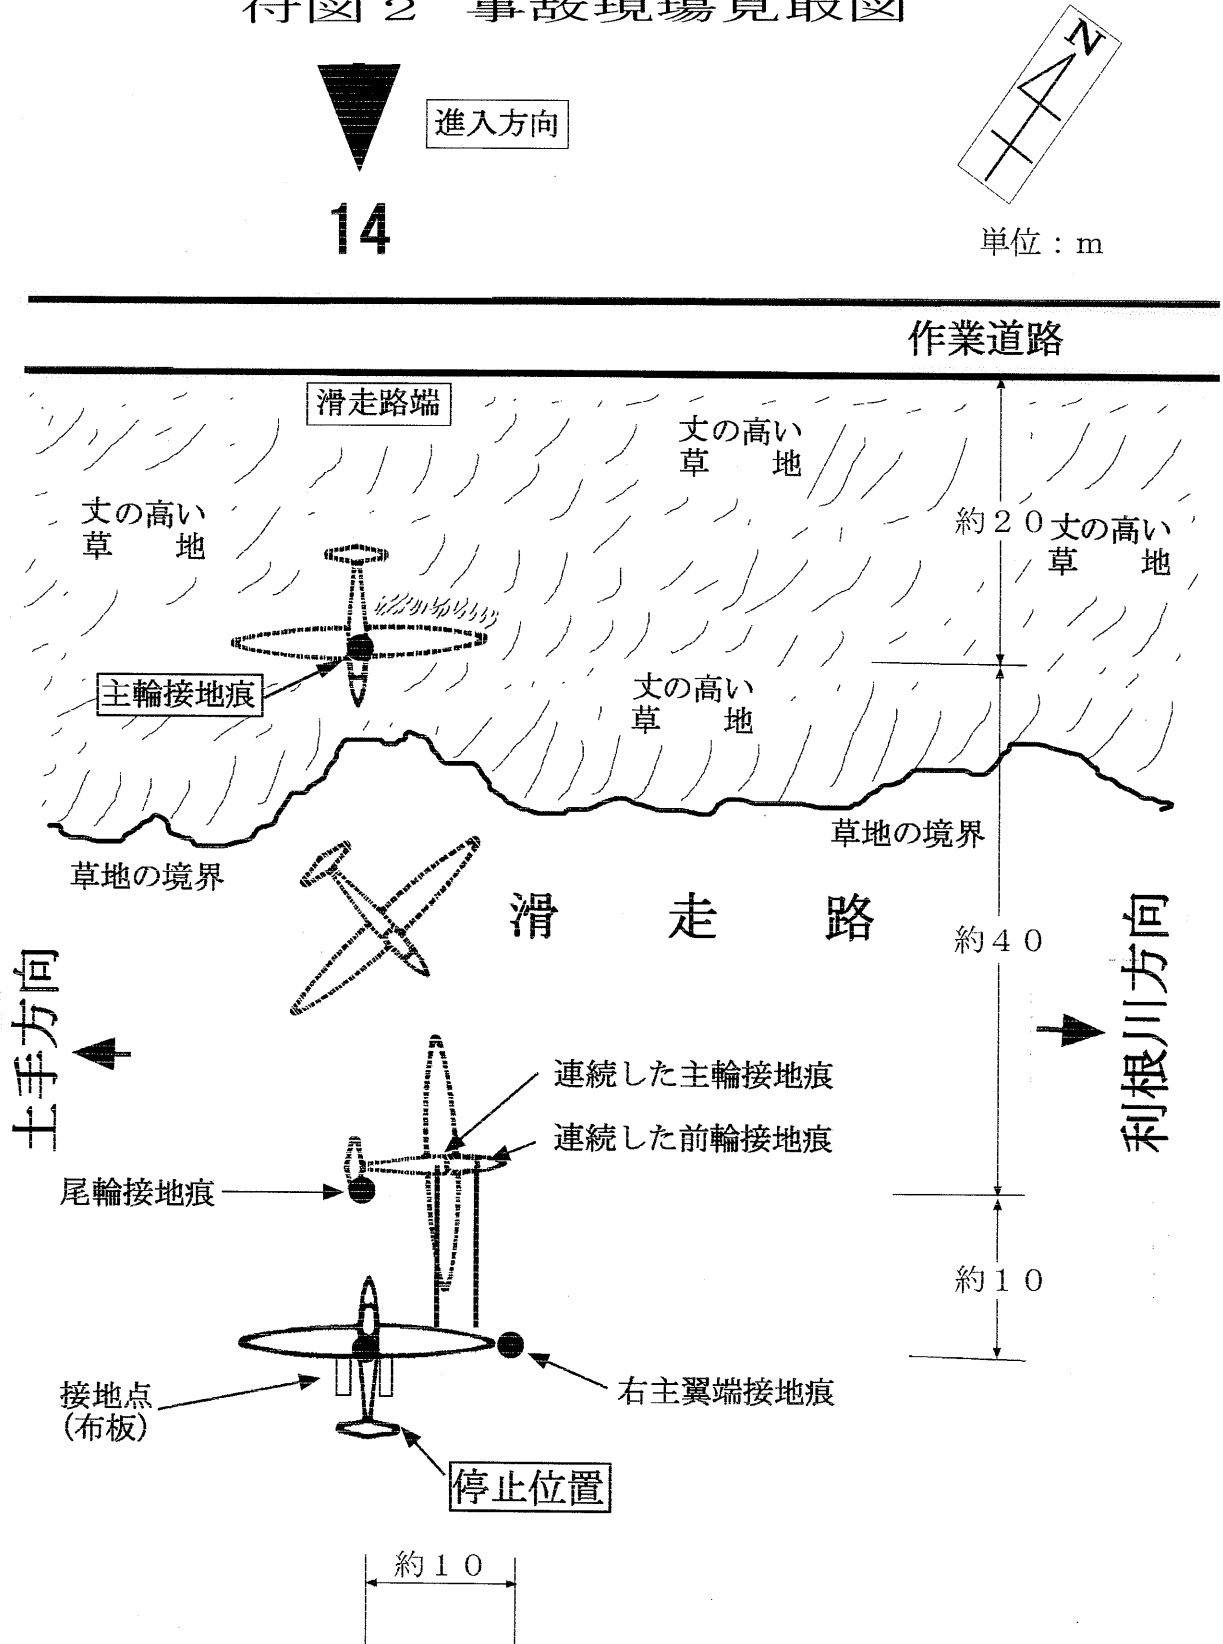 付図２ 事故現場見取図
N
進入方向
14
単位：ｍ
作業道路
滑走路端
丈の高い
草　地
約２０
丈の高い
草　地
丈の高い
草　地
主輪接地痕
丈の高い
草　地
草地の境界
草地の境界
滑　走　路
約４０
土手方向
利根川方向
連続した主輪接地痕
連続した前輪接地痕
尾輪接地痕
約１０
接地点
(布板)
右主翼端接地痕
停止位置
約１０